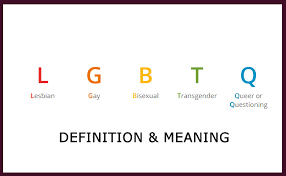 L G B T Q
Lesbian Gay Bisexual Transgender Queer or
Questioning
DEFINITION & MEANING